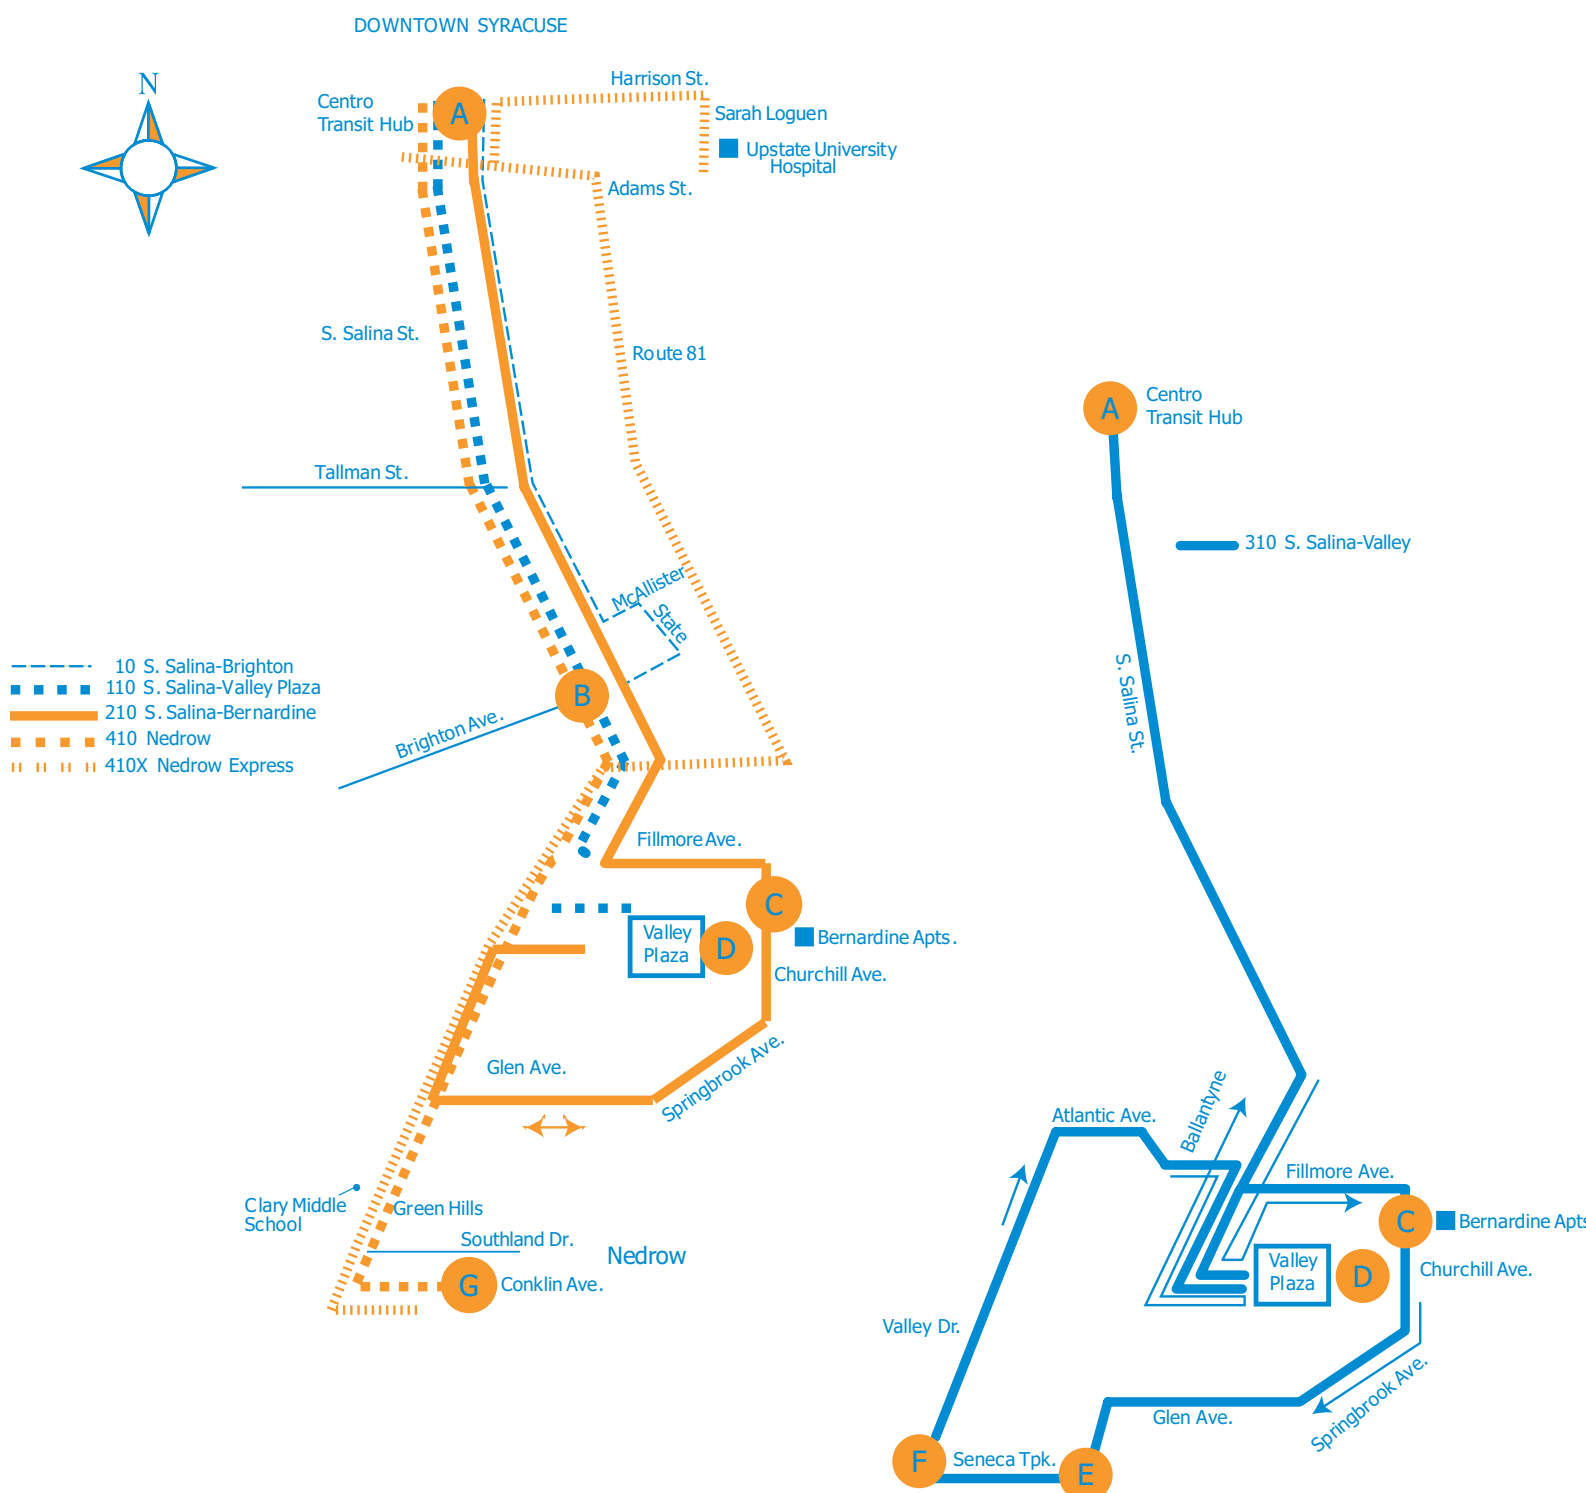 DOWNTOWN SYRACUSE
N
Centro
Transit Hub
A
Harrison St.
Sarah Loguen
Upstate University
Hospital
Adams St.
S. Salina St.
Route 81
Tallman St.
McAllister
State
10 S. Salina-Brighton
110 S. Salina-Valley Plaza
210 S. Salina-Bernardine
410 Nedrow
410X Nedrow Express
B
Brighton Ave.
Fillmore Ave.
C
Valley
Plaza
D
Bernardine Apts.
Churchill Ave.
Glen Ave.
Springbrook Ave.
Clary Middle
School
Green Hills
Southland Dr.
Nedrow
G
Conklin Ave.
A
Centro
Transit Hub
310 S. Salina-Valley
S. Salina St.
Ballantyne
Atlantic Ave.
Fillmore Ave.
C
Bernardine Apts
Valley
Plaza
D
Churchill Ave.
Valley Dr.
Springbrook Ave.
Glen Ave.
F
Seneca Tpk.
E